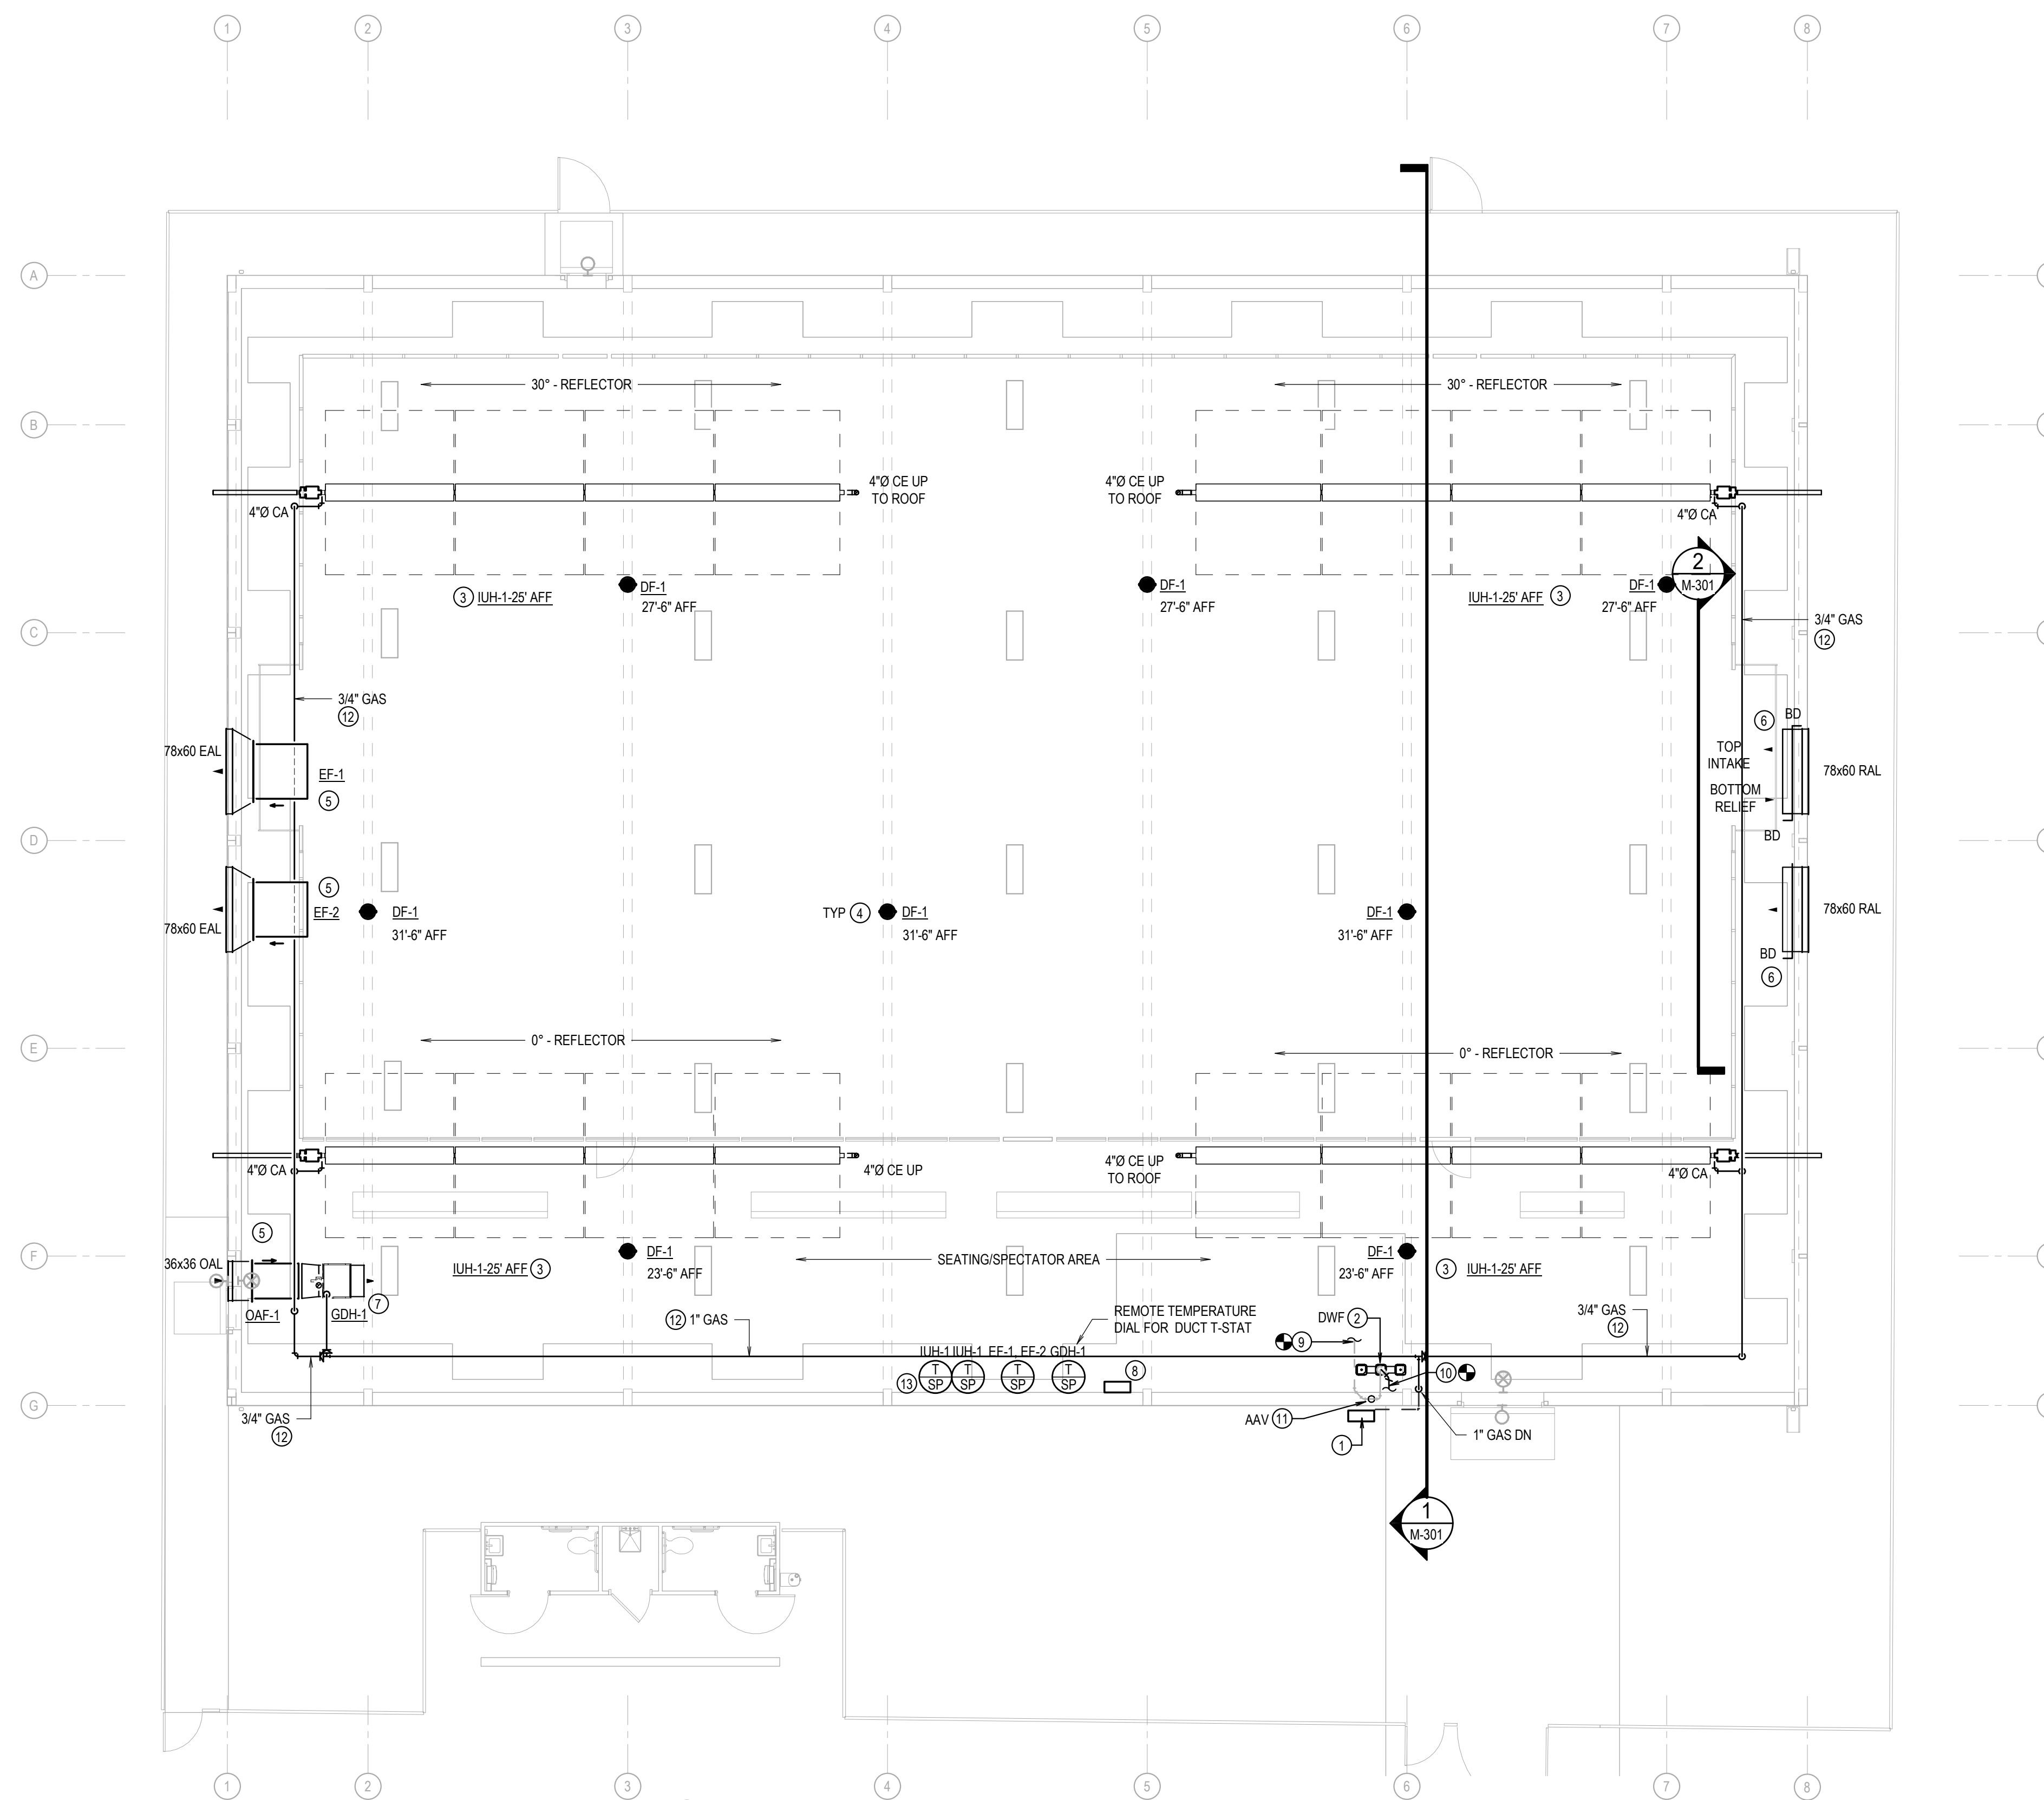 1 2 3 4 5 6 7 8
A
B
C
D
E
F
G
30° - REFLECTOR
30° - REFLECTOR
4"Ø CE UP
TO ROOF
4"Ø CE UP
TO ROOF
4"Ø CA
4"Ø CA
2
M-301
3 IUH-1-25' AFF
DF-1
27'-6" AFF
DF-1
27'-6" AFF
IUH-1-25' AFF 3
DF-1
27'-6" AFF
3/4" GAS
12
3/4" GAS
12
78x60 EAL
EF-1
5
6
BD
TOP
INTAKE
78x60 RAL
BOTTOM
RELIEF
BD
5
EF-2
78x60 EAL
DF-1
31'-6" AFF
TYP 4
DF-1
31'-6" AFF
DF-1
31'-6" AFF
78x60 RAL
BD
6
0° - REFLECTOR
0° - REFLECTOR
4"Ø CA
4"Ø CE UP
4"Ø CE UP
TO ROOF
4"Ø CA
5
36x36 OAL
OAF-1
GDH-1
7
IUH-1-25' AFF 3
DF-1
23'-6" AFF
SEATING/SPECTATOR AREA
DF-1
23'-6" AFF
3 IUH-1-25' AFF
12 1" GAS
REMOTE TEMPERATURE
DIAL FOR DUCT T-STAT
DWF 2
3/4" GAS
12
9
IUH-1 IUH-1 EF-1, EF-2 GDH-1
13
T
SP
T
SP
T
SP
T
SP
8
10
3/4" GAS
12
AAV 11
1
1" GAS DN
1
M-301
1 2 3 4 5 6 7 8